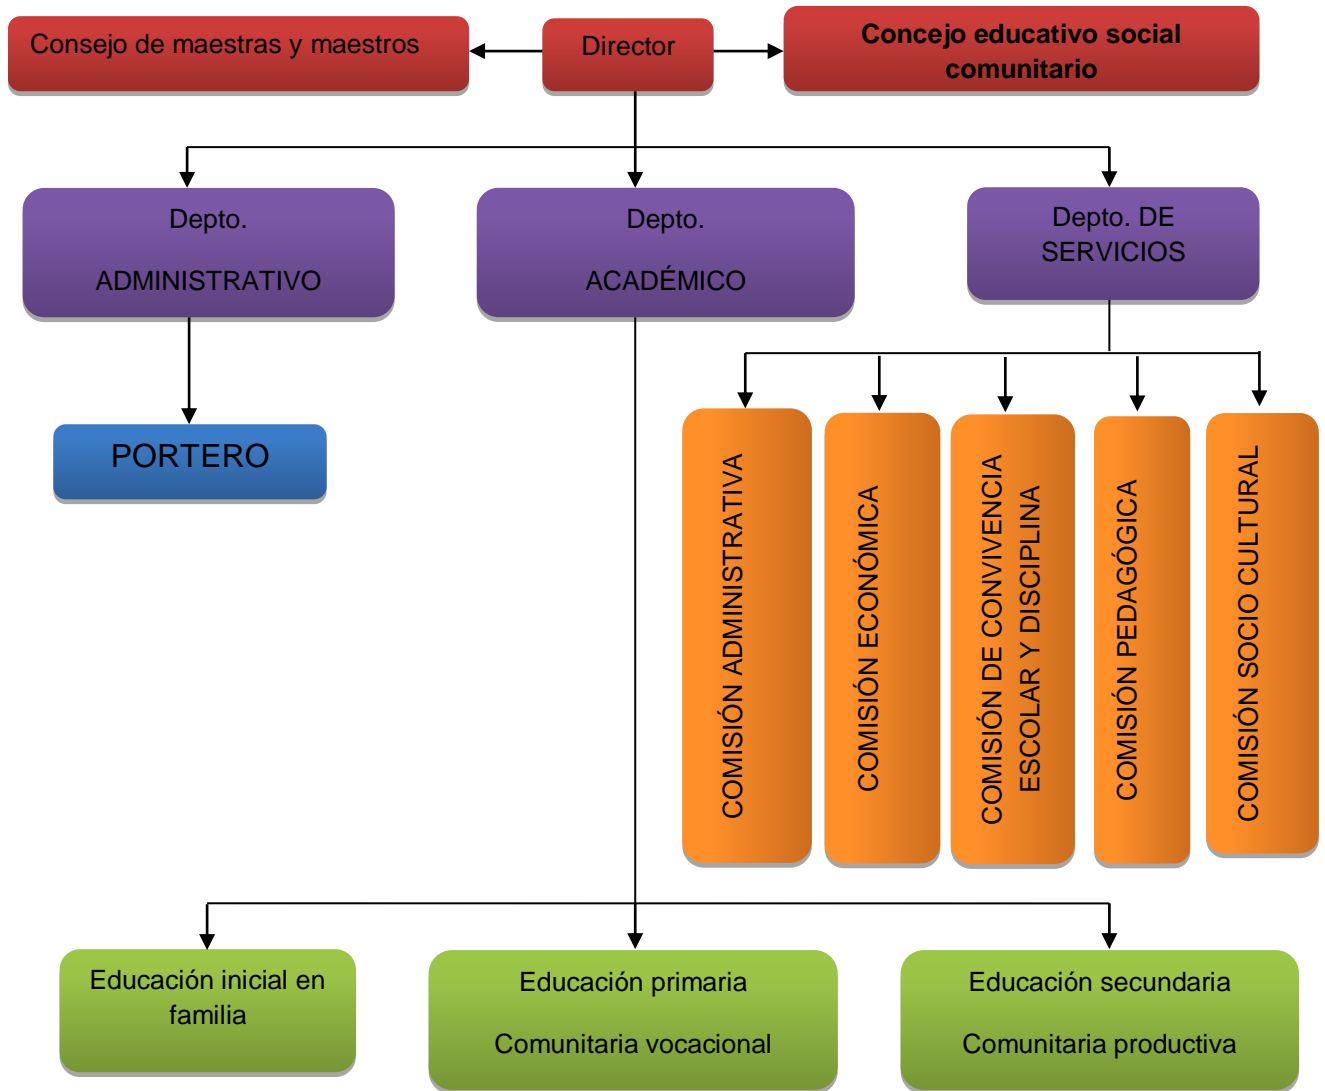 Consejo de maestras y maestros
Director
Concejo educativo social
comunitario
Depto.
ADMINISTRATIVO
Depto.
ACADÉMICO
Depto. DE
SERVICIOS
PORTERO
COMISIÓN ADMINISTRATIVA
COMISIÓN ECONÓMICA
COMISIÓN DE CONVIVENCIA
ESCOLAR Y DISCIPLINA
COMISIÓN PEDAGÓGICA
COMISIÓN SOCIO CULTURAL
Educación inicial en
familia
Educación primaria
Comunitaria vocacional
Educación secundaria
Comunitaria productiva